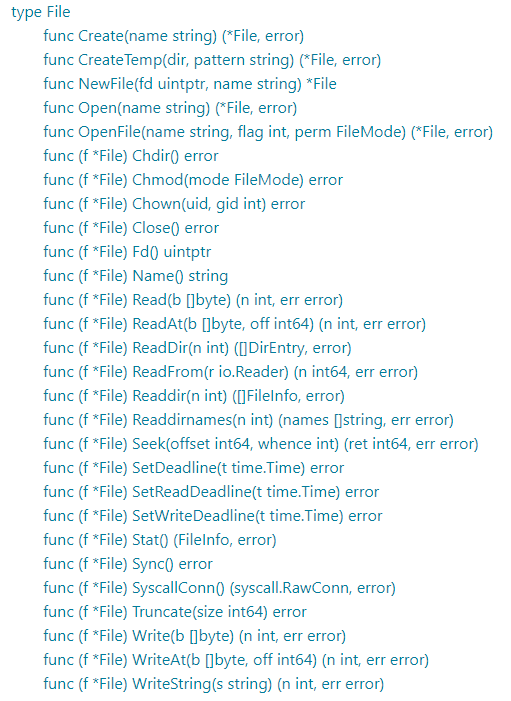 type File
func Create(name string) (*File, error)
func CreateTemp(dir, pattern string) (*File, error)
func NewFile(fd uintptr, name string) *File
func Open(name string) (*File, error)
func OpenFile(name string, flag int, perm FileMode) (*File, error)
func (f *File) Chdir() error
func (f *File) Chmod(mode FileMode) error
func (f *File) Chown(uid, gid int) error
func (f *File) Close() error
func (f *File) Fd() uintptr
func (f *File) Name() string
func (f *File) Read(b []byte) (n int, err error)
func (f *File) ReadAt(b []byte, off int64) (n int, err error)
func (f *File) ReadDir(n int) ([]DirEntry, error)
func (f *File) ReadFrom(r io.Reader) (n int64, err error)
func (f *File) Readdir(n int) ([]FileInfo, error)
func (f *File) Readdirnames(n int) (names []string, err error)
func (f *File) Seek(offset int64, whence int) (ret int64, err error)
func (f *File) SetDeadline(t time.Time) error
func (f *File) SetReadDeadline(t time.Time) error
func (f *File) SetWriteDeadline(t time.Time) error
func (f *File) Stat() (FileInfo, error)
func (f *File) Sync() error
func (f *File) SyscallConn() (syscall.RawConn, error)
func (f *File) Truncate(size int64) error
func (f *File) Write(b []byte) (n int, err error)
func (f *File) WriteAt(b []byte, off int64) (n int, err error)
func (f *File) WriteString(s string) (n int, err error)